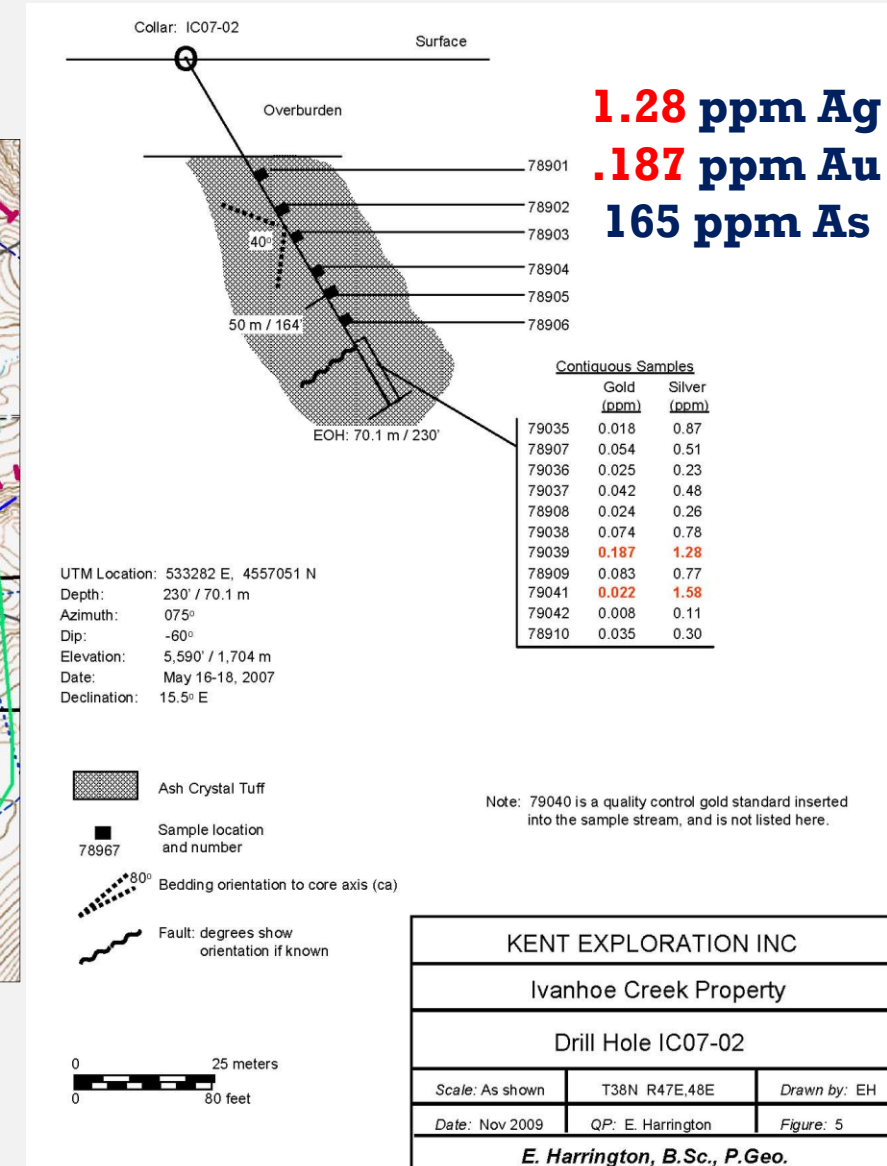 Collar: IC07-02
Surface
Overburden
1.28 ppm Ag
.187 ppm Au
165 ppm As
78901
78902
78903
78904
78905
78906
40º
50 m / 164'
EOH: 70.1 m / 230'
Contiguous Samples
Gold Silver
(ppm) (ppm)
79035 0.018 0.87
78907 0.054 0.51
79036 0.025 0.23
79037 0.042 0.48
78908 0.024 0.26
79038 0.074 0.78
79039 0.187 1.28
78909 0.083 0.77
79041 0.022 1.58
79042 0.008 0.11
78910 0.035 0.30
UTM Location: 533282 E, 4557051 N
Depth: 230' / 70.1 m
Azimuth: 075º
Dip: -60º
Elevation: 5,590' / 1,704 m
Date: May 16-18, 2007
Declination: 15.5º E
Ash Crystal Tuff
Sample location
and number
78967
80º Bedding orientation to core axis (ca)
Fault: degrees show
orientation if known
Note: 79040 is a quality control gold standard inserted
into the sample stream, and is not listed here.
0 25 meters
0 80 feet
KENT EXPLORATION INC
Ivanhoe Creek Property
Drill Hole IC07-02
Scale: As shown T38N R47E,48E Drawn by: EH
Date: Nov 2009 QP: E. Harrington Figure: 5
E. Harrington, B.Sc., P.Geo.